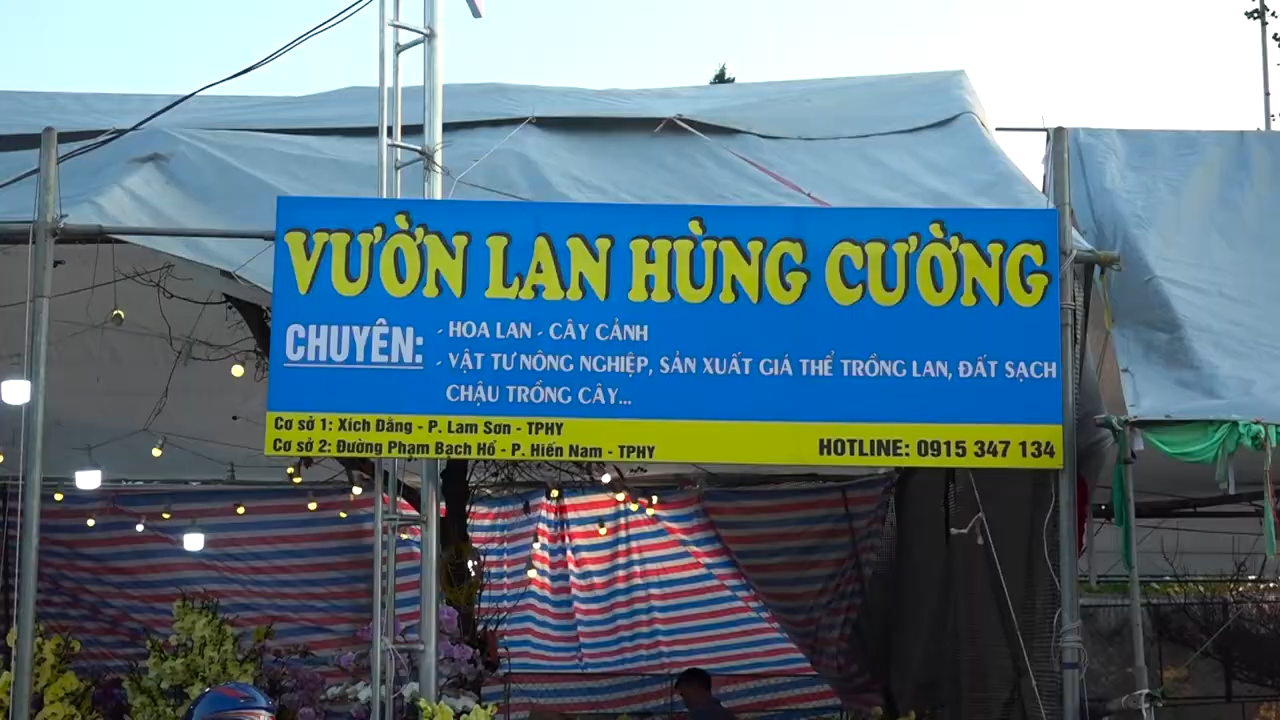 VƯỜN LAN HÙNG CƯỜNG
CHUYÊN:
- HOA LAN - CÂY CẢNH
- VẬT TƯ NÔNG NGHIỆP, SẢN XUẤT GIÁ THỂ TRỒNG LAN, ĐẤT SẠCH
CHẬU TRỒNG CÂY...
Cơ sở 1: Xích Đằng - P. Lam Sơn - TPHY
Cơ sở 2: Đường Phạm Bạch Hổ - P. Hiến Nam - TPHY
HOTLINE: 0915 347 134